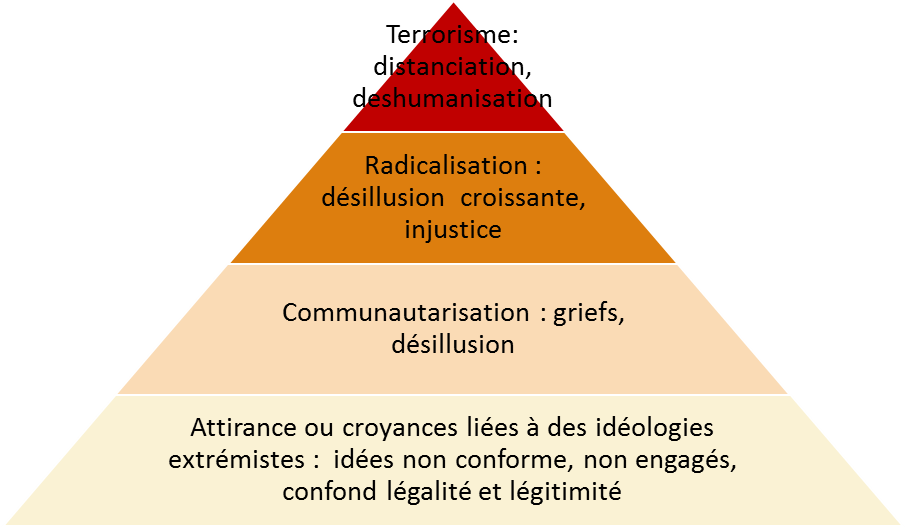 Terrorisme:
distanciation,
deshumanisation
Radicalisation :
désillusion croissante,
injustice
Communautarisation : griefs,
désillusion
Attirance ou croyances liées à des idéologies
extrémistes : idées non conforme, non engagés,
confond légalité et légitimité